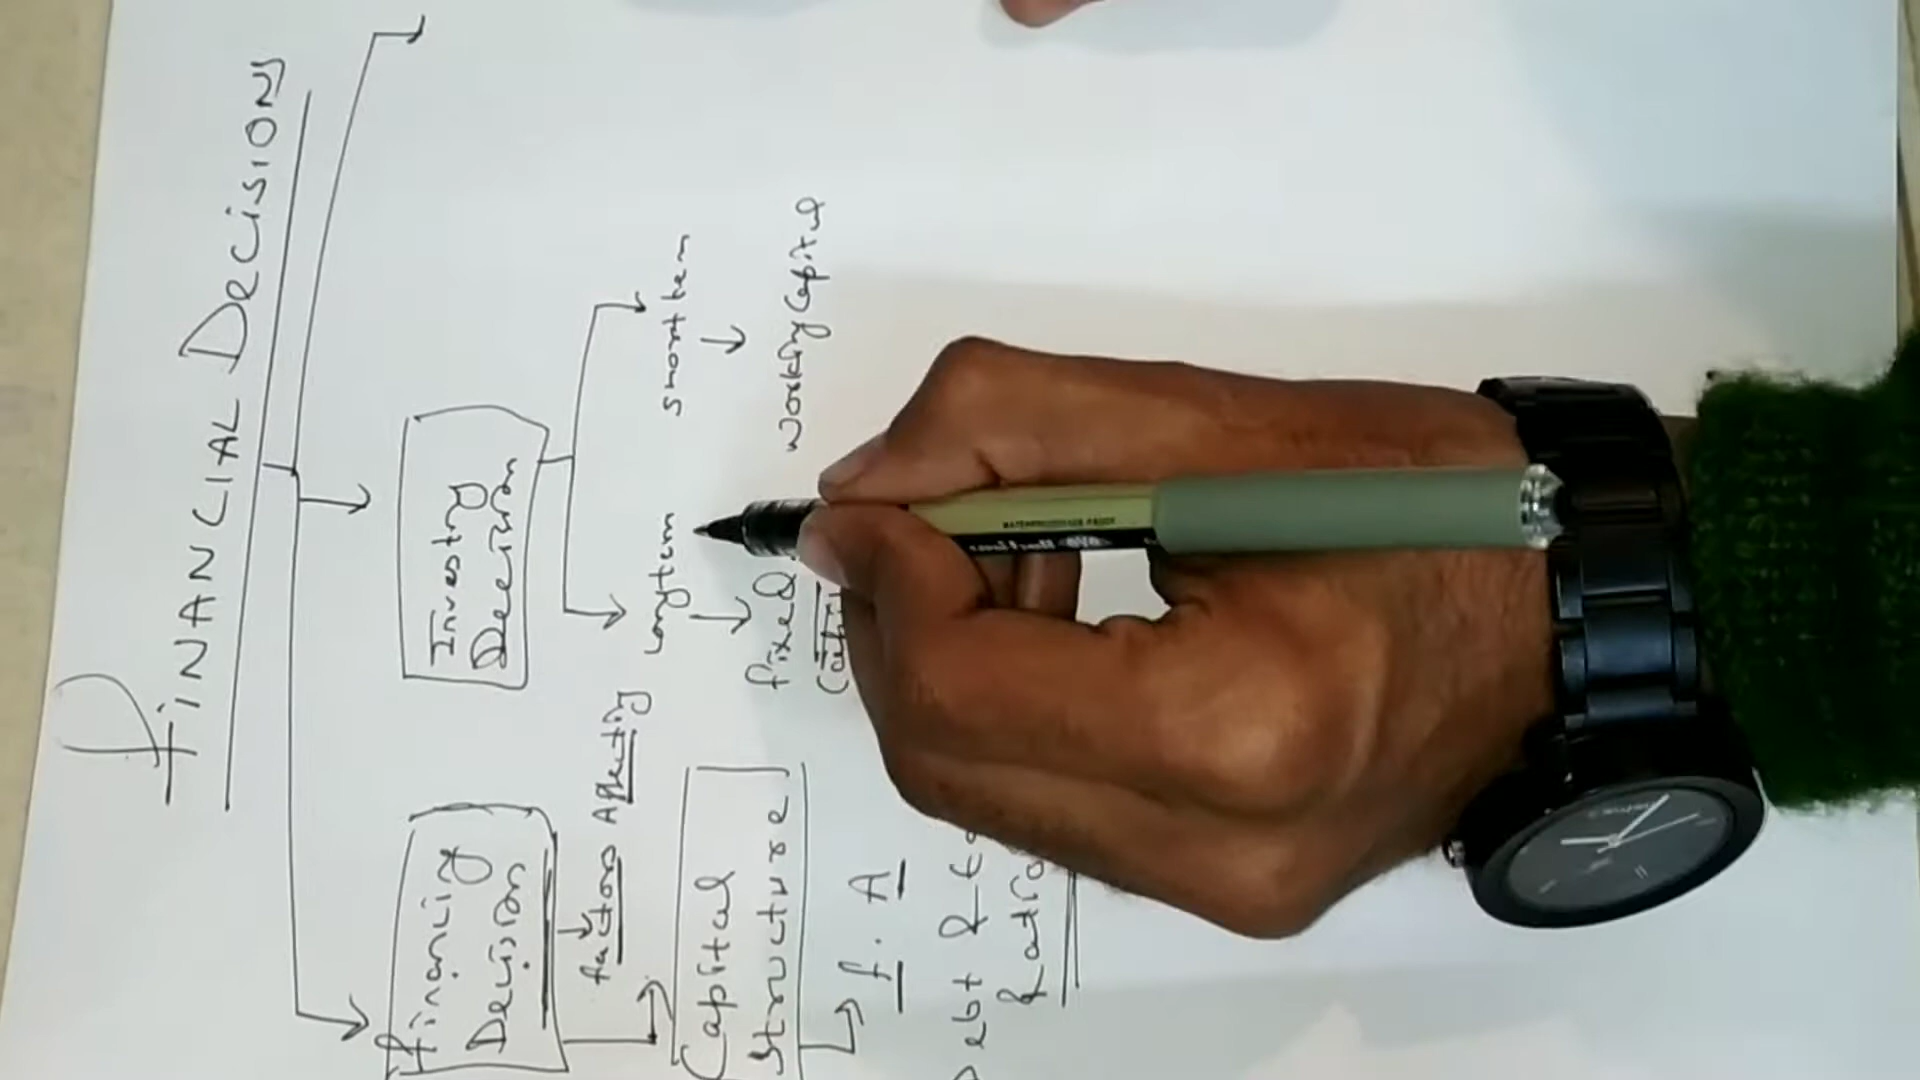 FINANCIAL DECISIONS
Financing
Decision
factors Affecting
Capital
Structure
F. A
Debt &
Ratio
Investing
Decision
long term
fixed
short term
working Capital